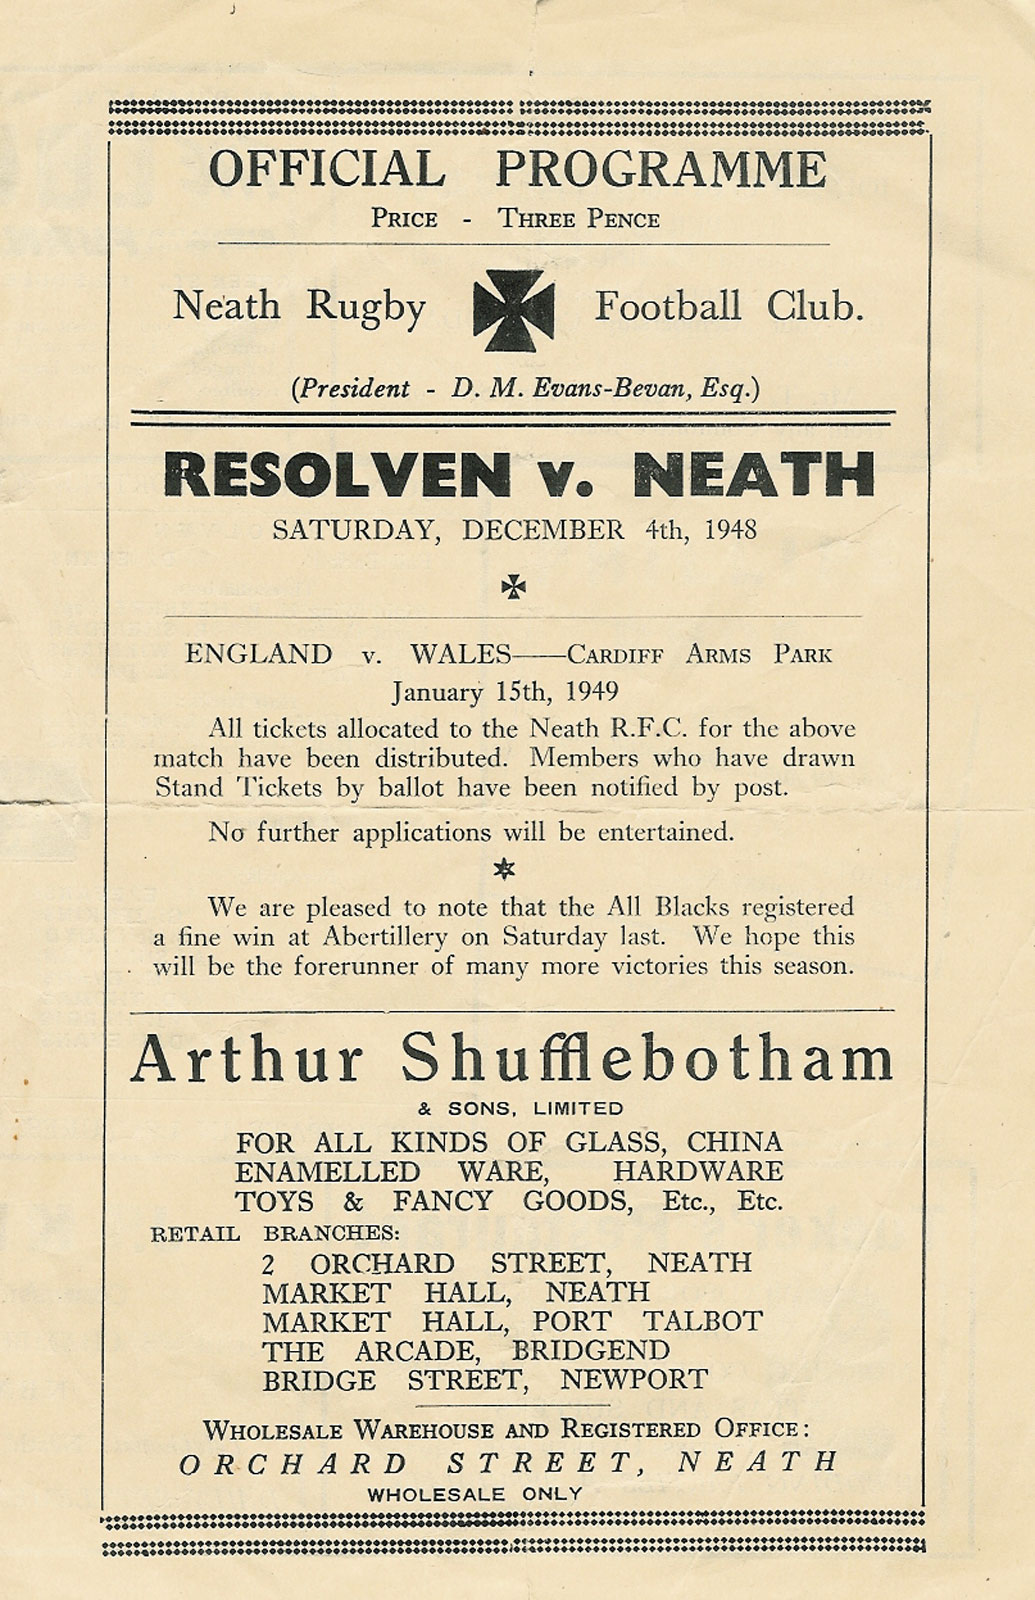 OFFICIAL PROGRAMME
PRICE - THREE PENCE
Neath Rugby Football Club.
(President - D. M. Evans-Bevan, Esq.)
RESOLVEN v. NEATH
SATURDAY, DECEMBER 4th, 1948
ENGLAND v. WALES——CARDIFF ARMS PARK
January 15th, 1949
All tickets allocated to the Neath R.F.C. for the above
match have been distributed. Members who have drawn
Stand Tickets by ballot have been notified by post.
No further applications will be entertained.
We are pleased to note that the All Blacks registered
a fine win at Abertillery on Saturday last. We hope this
will be the forerunner of many more victories this season.
Arthur Shufflebotham
& SONS, LIMITED
FOR ALL KINDS OF GLASS, CHINA
ENAMELLED WARE, HARDWARE
TOYS & FANCY GOODS, Etc., Etc.
RETAIL BRANCHES:
2 ORCHARD STREET, NEATH
MARKET HALL, NEATH
MARKET HALL, PORT TALBOT
THE ARCADE, BRIDGEND
BRIDGE STREET, NEWPORT
WHOLESALE WAREHOUSE AND REGISTERED OFFICE:
ORCHARD STREET, NEATH
WHOLESALE ONLY